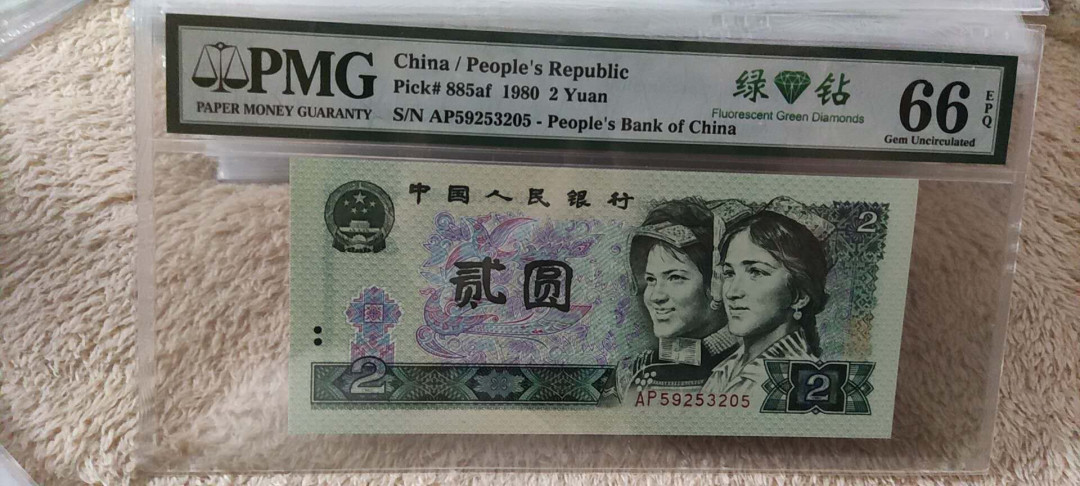 PMG
PAPER MONEY GUARANTY
China / People's Republic
Pick# 885af 1980 2 Yuan
S/N AP59253205 - People's Bank of China
绿 钻
Fluorescent Green Diamonds
66
EPQ
Gem Uncirculated
中国人民银行
2
贰圆
2
AP59253205
2